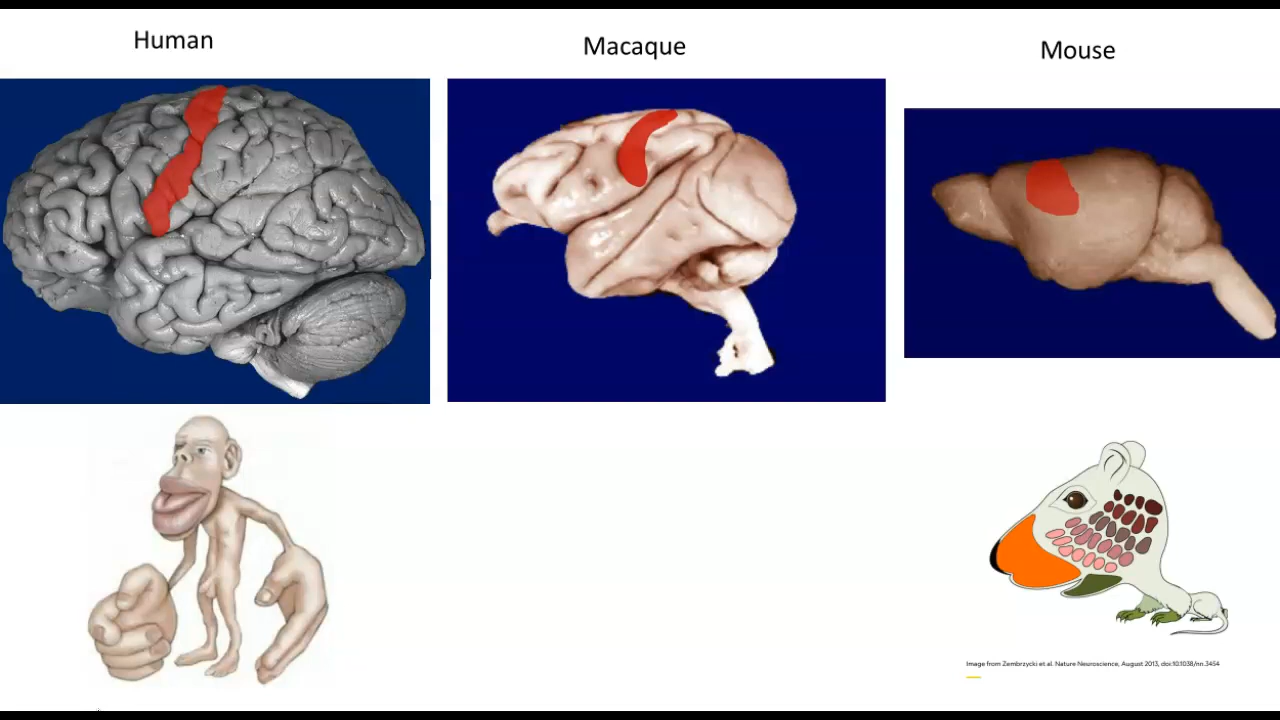 Human
Macaque
Mouse
Image from Zembrzycki et al. Nature Neuroscience, August 2013, doi:10.1038/nn.3454